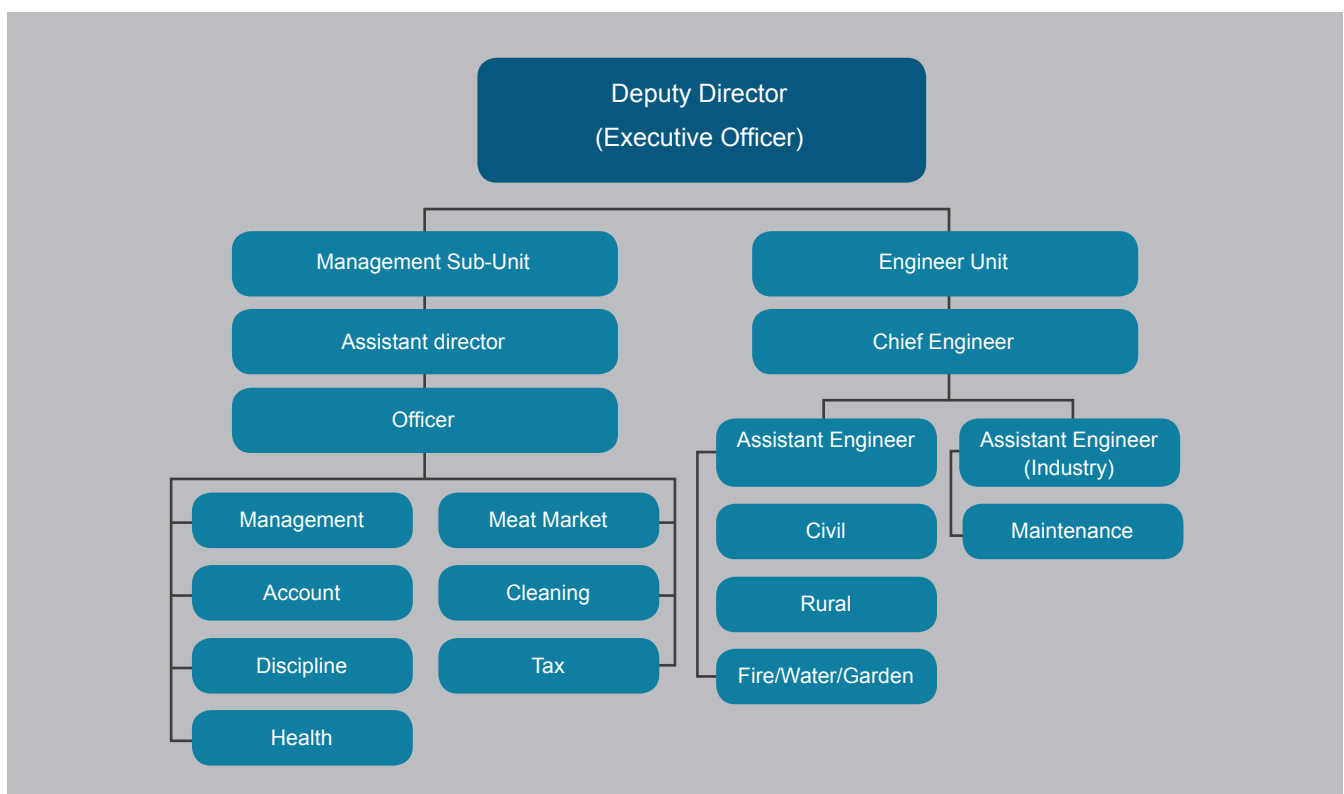 Deputy Director
(Executive Officer)
Management Sub-Unit
Engineer Unit
Assistant director
Chief Engineer
Officer
Assistant Engineer
Assistant Engineer
(Industry)
Management
Meat Market
Civil
Maintenance
Account
Cleaning
Rural
Discipline
Tax
Fire/Water/Garden
Health